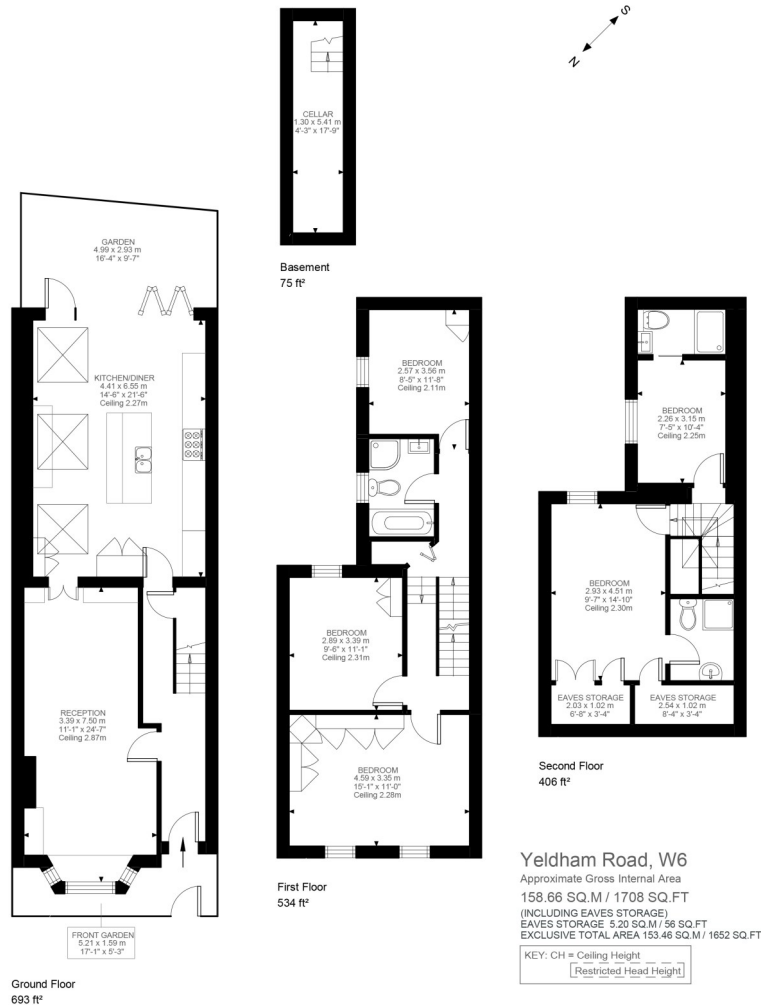 S
N
CELLAR
1.30 x 5.41 m
4'-3" x 17'-9"
Basement
75 ft²
GARDEN
4.99 x 2.93 m
16'-4" x 9'-7"
KITCHEN/DINER
4.41 x 6.55 m
14'-6" x 21'-6"
Ceiling 2.27m
RECEPTION
3.39 x 7.50 m
11'-1" x 24'-7"
Ceiling 2.87m
FRONT GARDEN
5.21 x 1.59 m
17'-1" x 5'-3"
Ground Floor
693 ft²
BEDROOM
2.57 x 3.56 m
8'-5" x 11'-8"
Ceiling 2.11m
BEDROOM
2.89 x 3.39 m
9'-6" x 11'-1"
Ceiling 2.31m
BEDROOM
4.59 x 3.35 m
15'-1" x 11'-0"
Ceiling 2.28m
First Floor
534 ft²
BEDROOM
2.26 x 3.15 m
7'-5" x 10'-4"
Ceiling 2.25m
BEDROOM
2.93 x 4.51 m
9'-7" x 14'-10"
Ceiling 2.30m
EAVES STORAGE
2.03 x 1.02 m
6'-8" x 3'-4"
EAVES STORAGE
2.54 x 1.02 m
8'-4" x 3'-4"
Second Floor
406 ft²
Yeldham Road, W6
Approximate Gross Internal Area
158.66 SQ.M / 1708 SQ.FT
(INCLUDING EAVES STORAGE)
EAVES STORAGE 5.20 SQ.M / 56 SQ.FT
EXCLUSIVE TOTAL AREA 153.46 SQ.M / 1652 SQ.FT
KEY: CH = Ceiling Height
Restricted Head Height